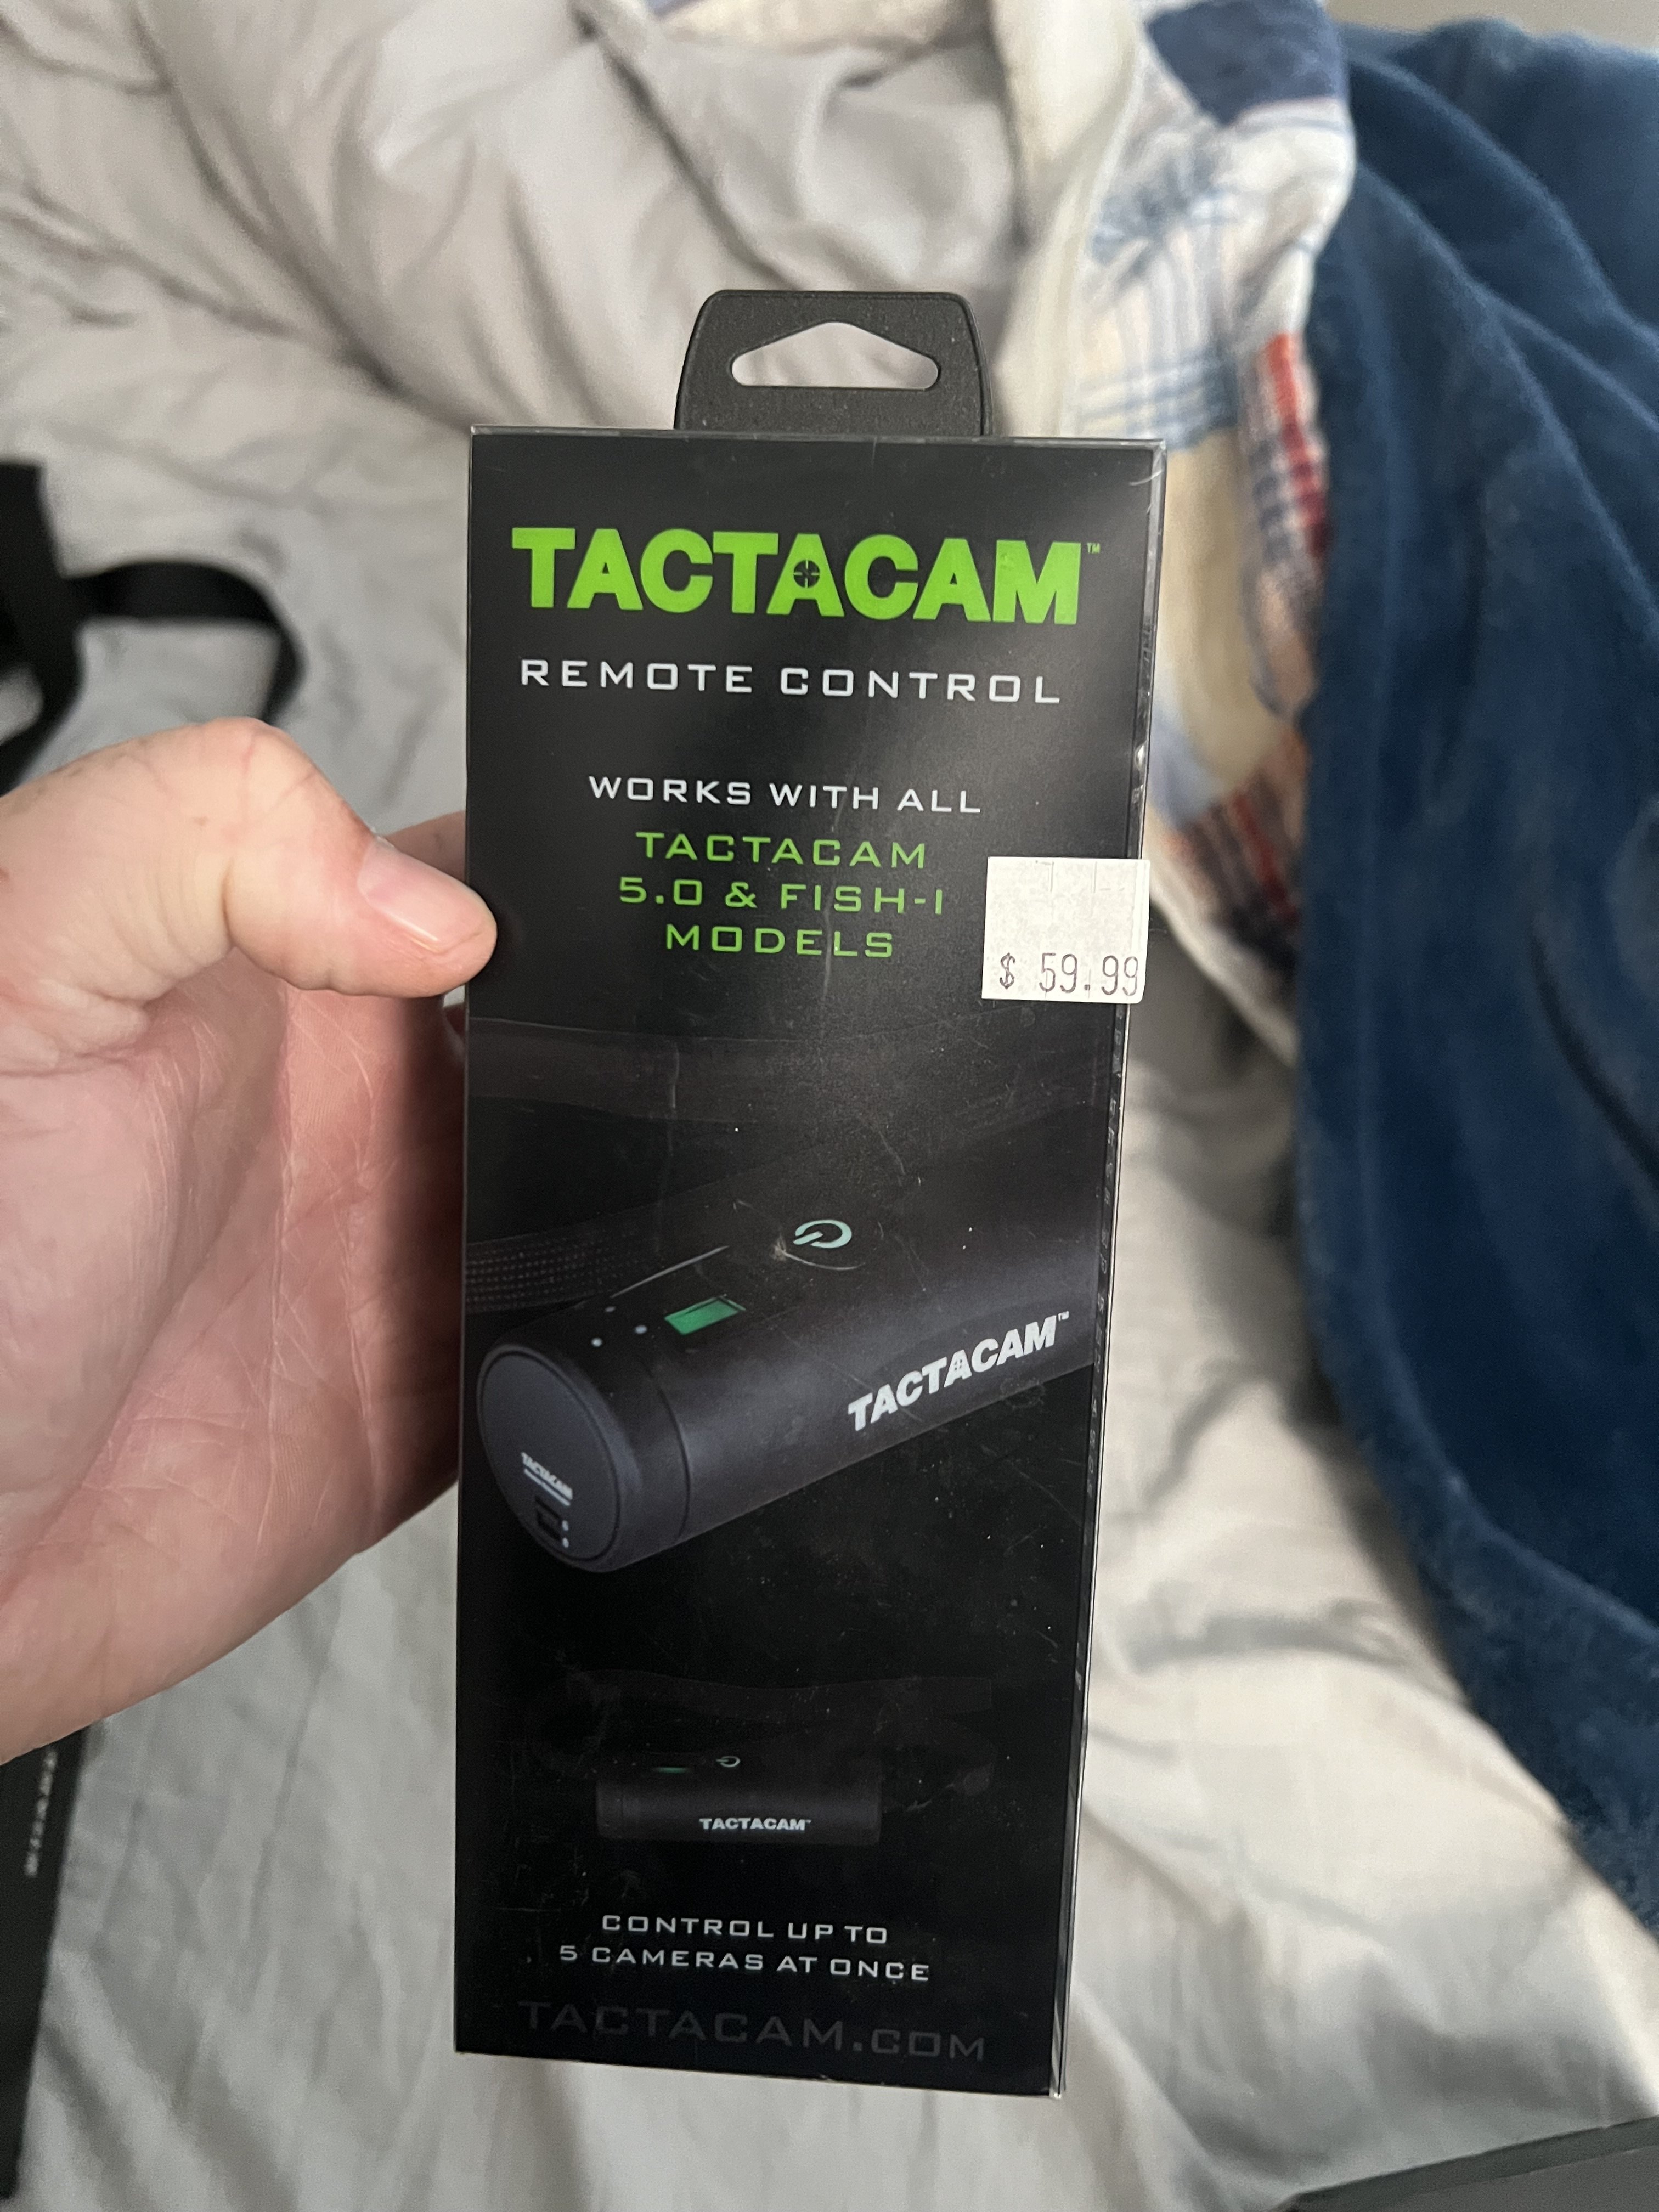 TACTACAM™
REMOTE CONTROL
WORKS WITH ALL
TACTACAM
5.0 & FISH-I
MODELS
$ 59.99
TACTACAM™
TACTACAM
TACTACAM™
CONTROL UP TO
5 CAMERAS AT ONCE
TACTACAM.COM